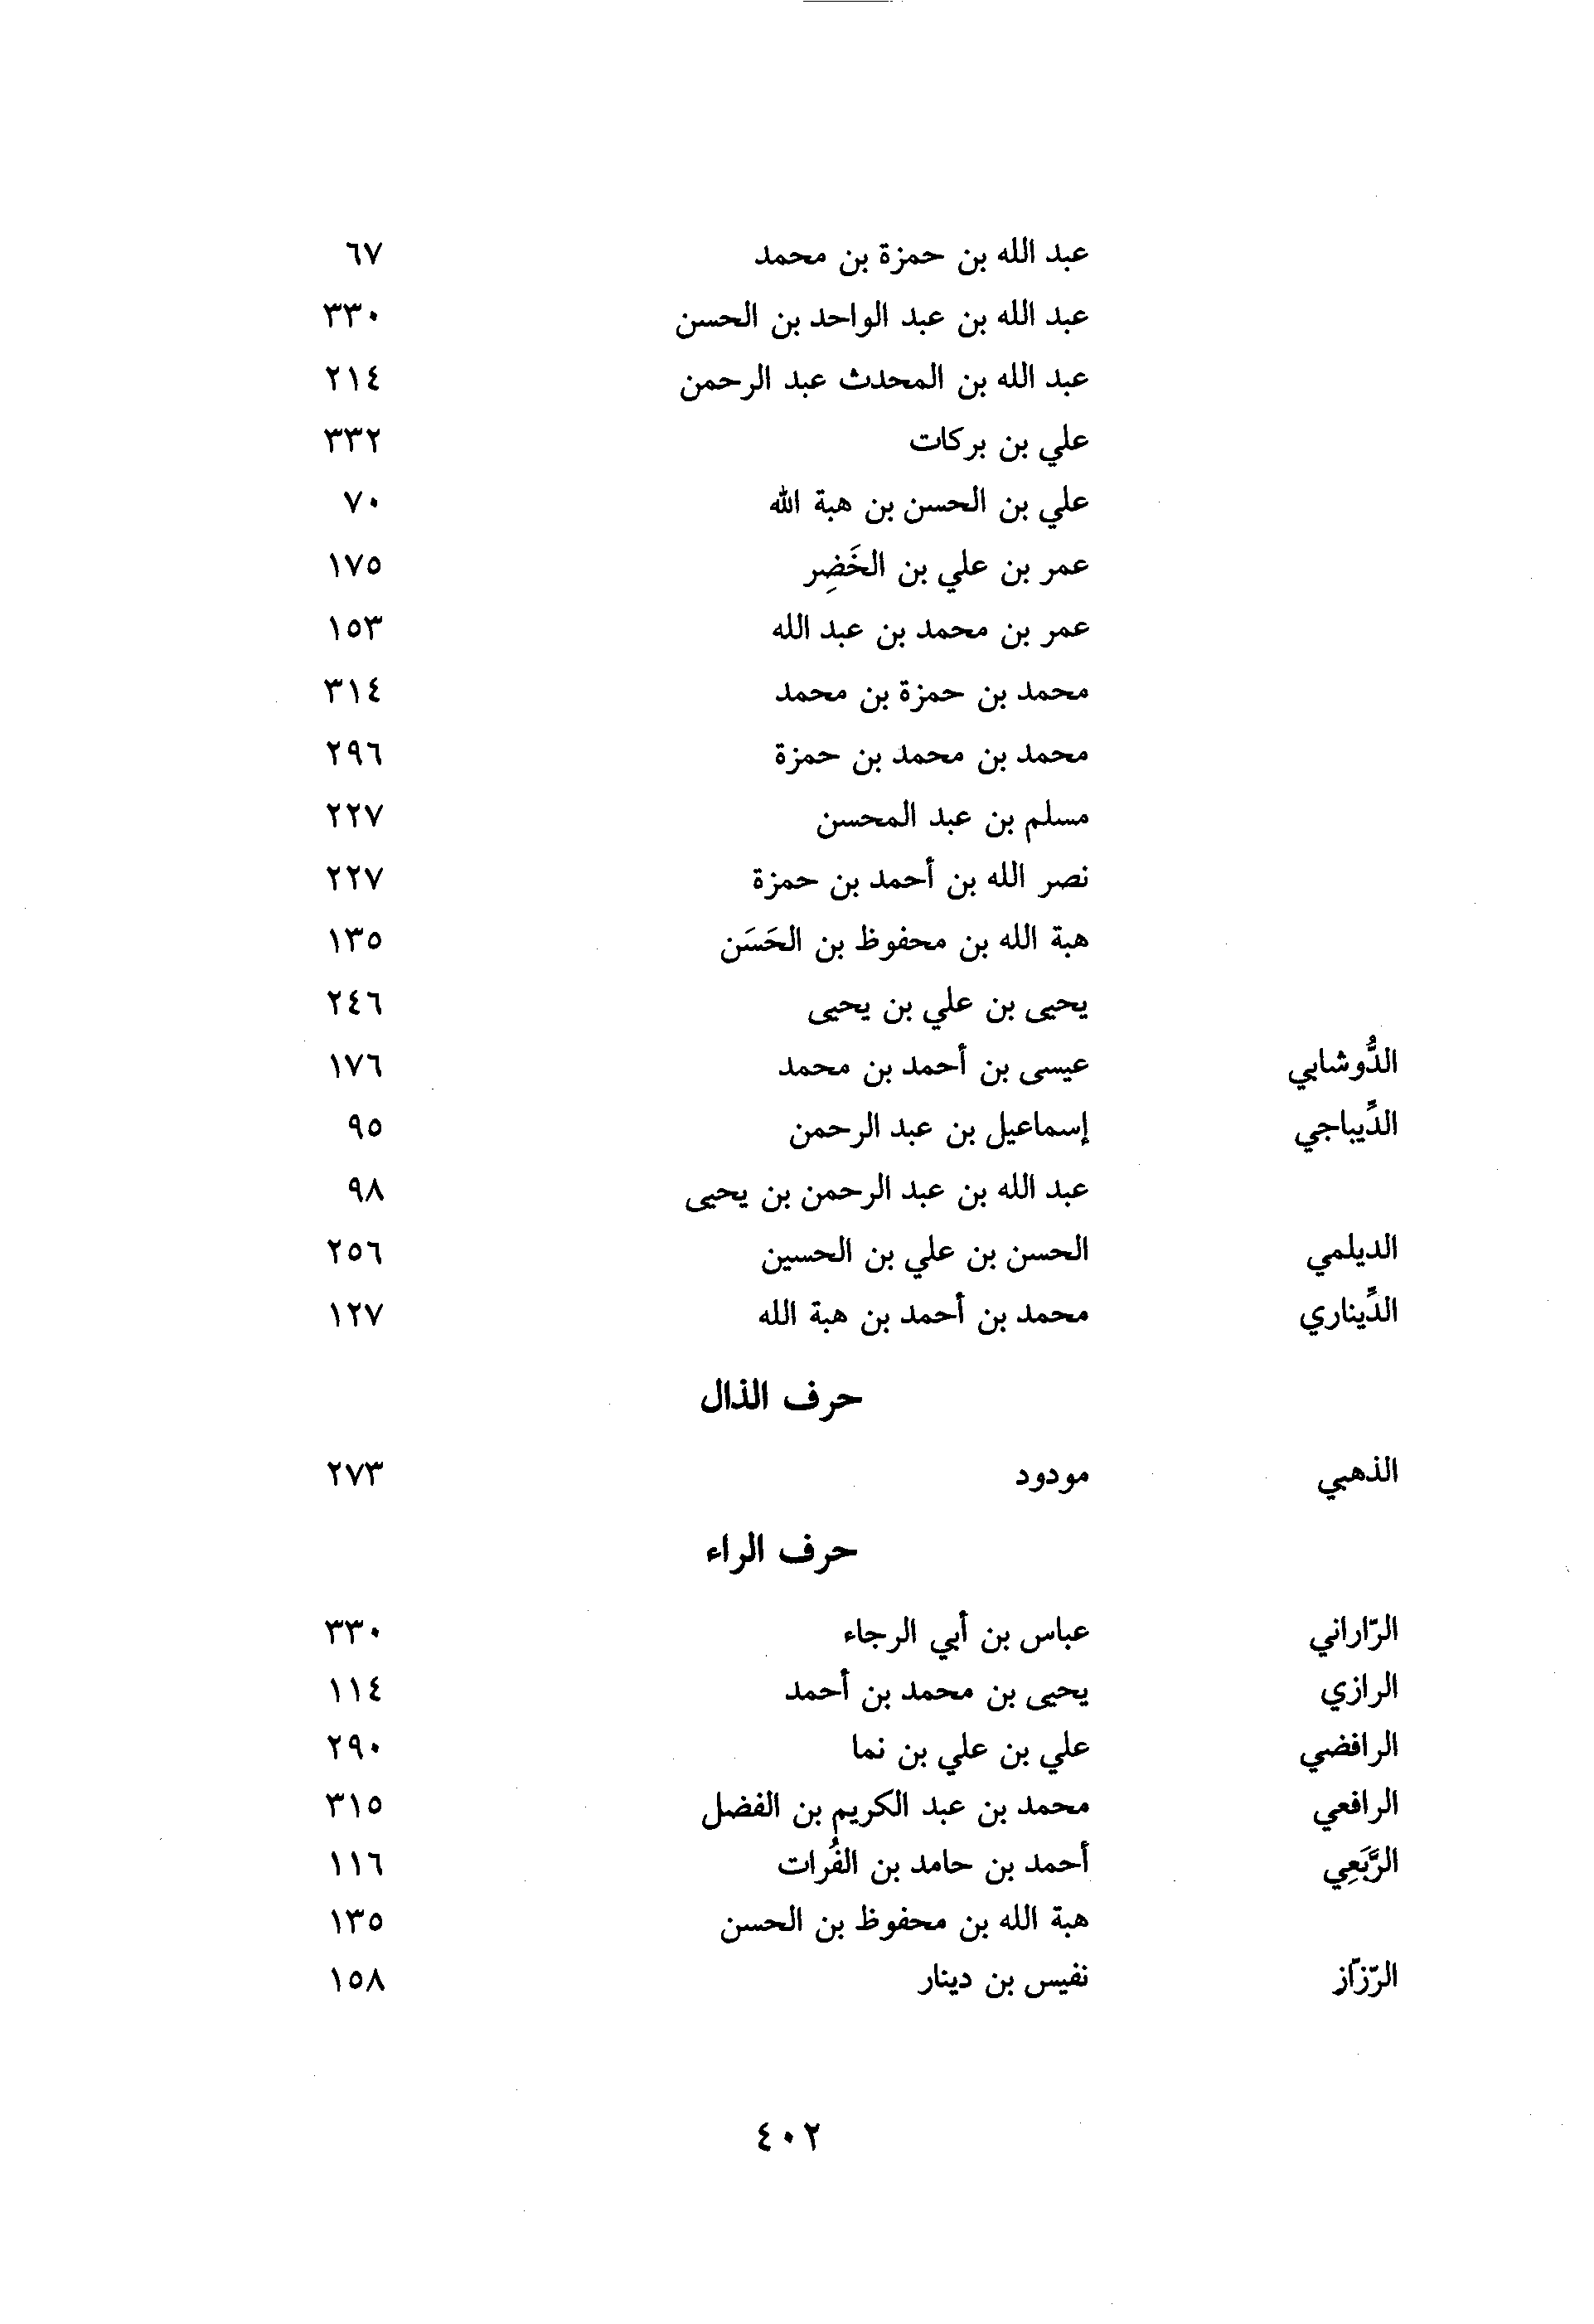 عبد الله بن حمزة بن محمد ٦٧
عبد الله بن عبد الواحد بن الحسن ٣٣٠
عبد الله بن المحدث عبد الرحمن ٢١٤
علي بن بركات ٣٣٢
علي بن الحسن بن هبة الله ٧٠
عمر بن علي بن الخَضِر ١٧٥
عمر بن محمد بن عبد الله ١٥٣
محمد بن حمزة بن محمد ٣١٤
محمد بن محمد بن حمزة ٢٩٦
مسلم بن عبد المحسن ٢٢٧
نصر الله بن أحمد بن حمزة ٢٢٧
هبة الله بن محفوظ بن الحَسَن ١٣٥
يحيى بن علي بن يحيى ٢٤٦
الدُّوشابي عيسى بن أحمد بن محمد ١٧٦
الدِّيباجي إسماعيل بن عبد الرحمن ٩٥
عبد الله بن عبد الرحمن بن يحيى ٩٨
الديلمي الحسن بن علي بن الحسين ٢٥٦
الدِّيناري محمد بن أحمد بن هبة الله ١٢٧
حرف الذال
الذهبي مودود ٢٧٣
حرف الراء
الرّاراني عباس بن أبي الرجاء ٣٣٠
الرازي يحيى بن محمد بن أحمد ١١٤
الرافضي علي بن علي بن نما ٢٩٠
الرافعي محمد بن عبد الكريم بن الفضل ٣١٥
الرَّبَعِي أحمد بن حامد بن الفُرات ١١٦
هبة الله بن محفوظ بن الحسن ١٣٥
الرّزّاز نفيس بن دينار ١٥٨
٤٠٢